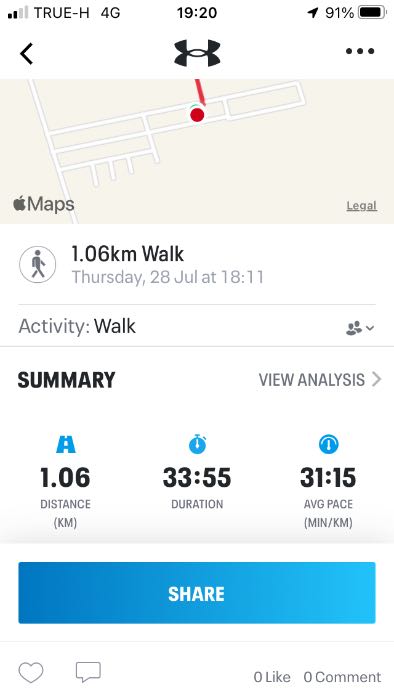 TRUE-H 4G 19:20 91%
Maps
Legal
1.06km Walk
Thursday, 28 Jul at 18:11
Activity: Walk
SUMMARY VIEW ANALYSIS
1.06 33:55 31:15
DISTANCE DURATION AVG PACE
(KM) (MIN/KM)
SHARE
0 Like 0 Comment